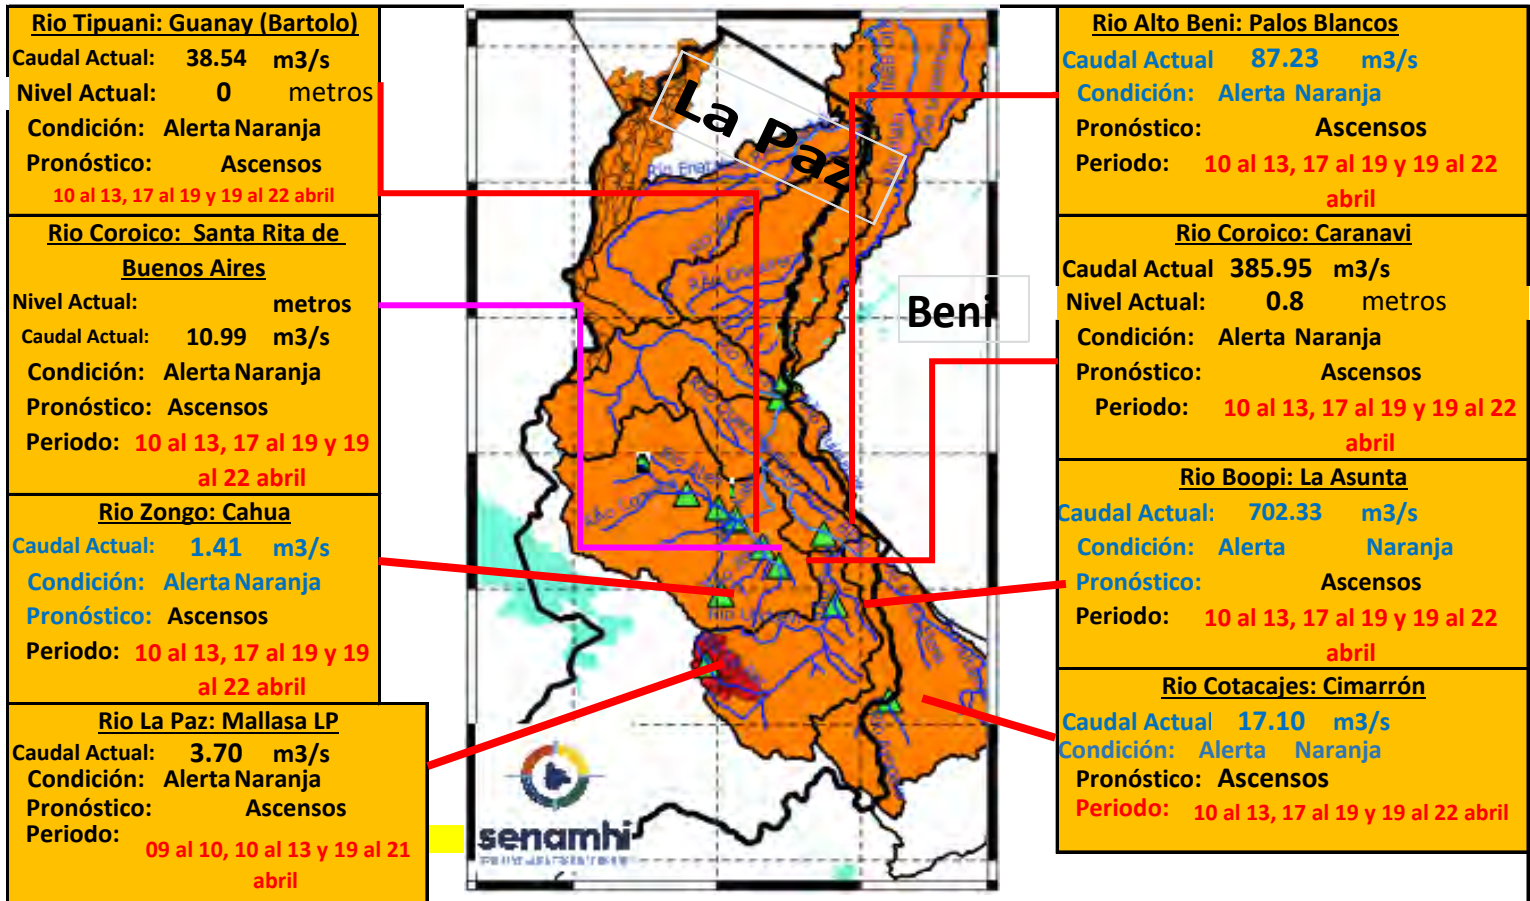 Rio Tipuani: Guanay (Bartolo)
Caudal Actual: 38.54 m3/s
Nivel Actual: 0 metros
Condición: Alerta Naranja
Pronóstico: Ascensos
10 al 13, 17 al 19 y 19 al 22 abril
Rio Coroico: Santa Rita de
Buenos Aires
Nivel Actual: metros
Caudal Actual: 10.99 m3/s
Condición: Alerta Naranja
Pronóstico: Ascensos
Periodo: 10 al 13, 17 al 19 y 19
al 22 abril
Rio Zongo: Cahua
Caudal Actual: 1.41 m3/s
Condición: Alerta Naranja
Pronóstico: Ascensos
Periodo: 10 al 13, 17 al 19 y 19
al 22 abril
Rio La Paz: Mallasa LP
Caudal Actual: 3.70 m3/s
Condición: Alerta Naranja
Pronóstico: Ascensos
Periodo:
09 al 10, 10 al 13 y 19 al 21
abril
La Paz
Beni
senamhi
Rio Alto Beni: Palos Blancos
Caudal Actual 87.23 m3/s
Condición: Alerta Naranja
Pronóstico: Ascensos
Periodo: 10 al 13, 17 al 19 y 19 al 22
abril
Rio Coroico: Caranavi
Caudal Actual 385.95 m3/s
Nivel Actual: 0.8 metros
Condición: Alerta Naranja
Pronóstico: Ascensos
Periodo: 10 al 13, 17 al 19 y 19 al 22
abril
Rio Boopi: La Asunta
Caudal Actual: 702.33 m3/s
Condición: Alerta Naranja
Pronóstico: Ascensos
Periodo: 10 al 13, 17 al 19 y 19 al 22
abril
Rio Cotacajes: Cimarrón
Caudal Actual 17.10 m3/s
Condición: Alerta Naranja
Pronóstico: Ascensos
Periodo: 10 al 13, 17 al 19 y 19 al 22 abril